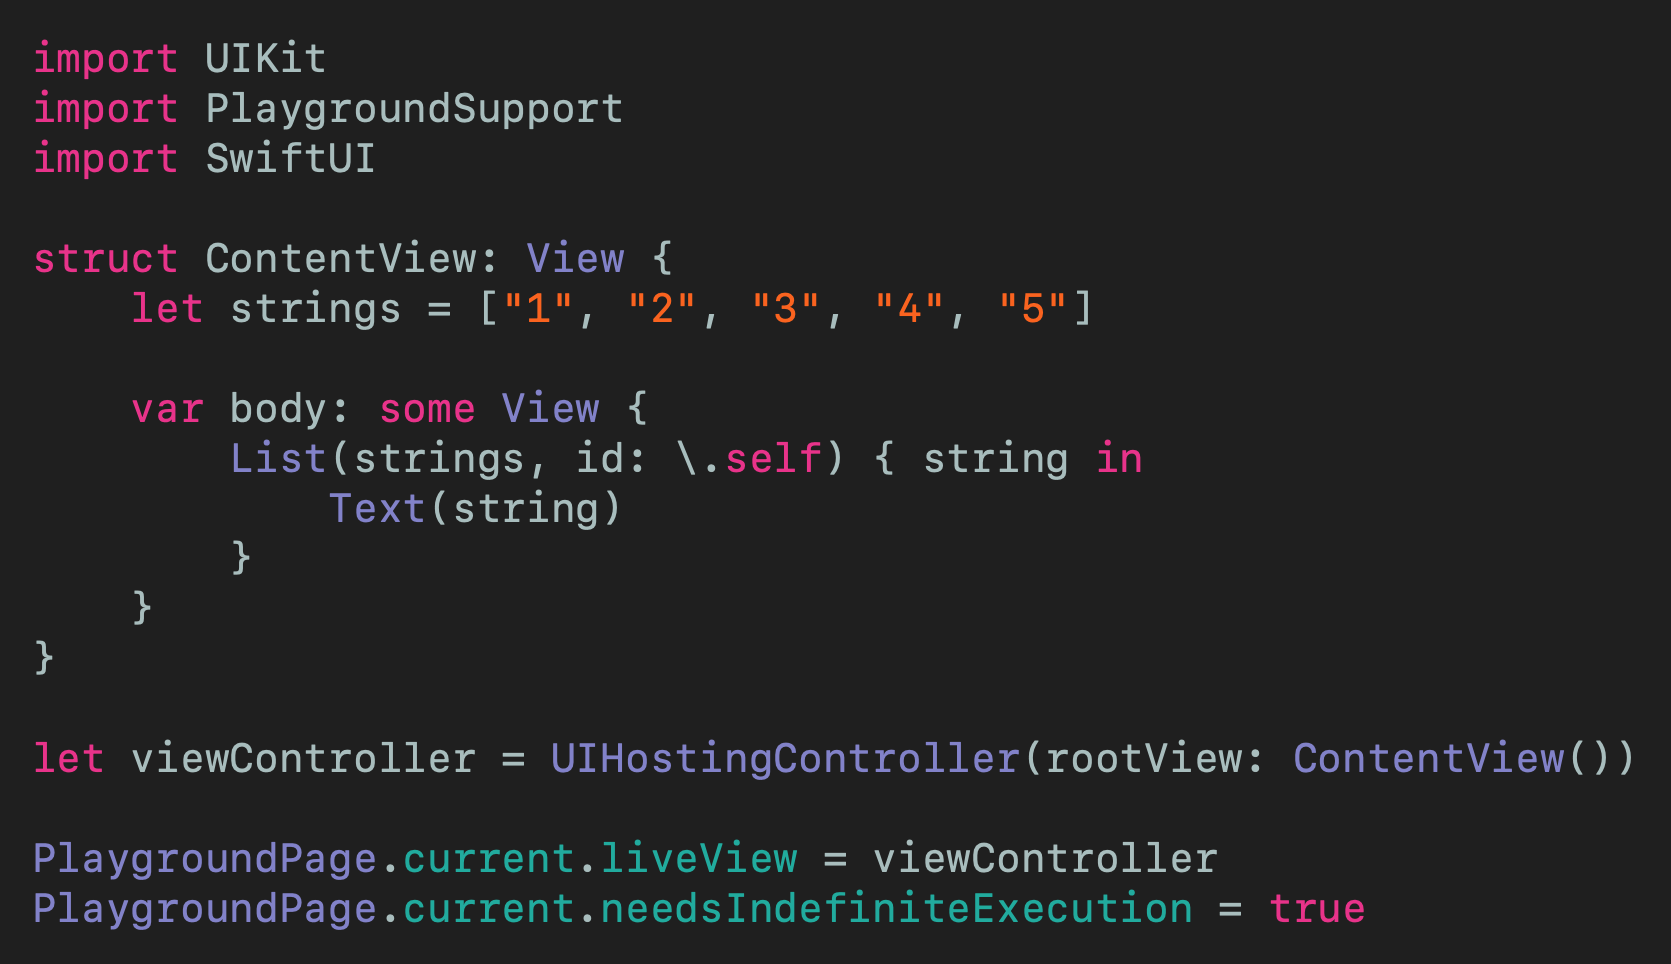 import UIKit
import PlaygroundSupport
import SwiftUI

struct ContentView: View {
    let strings = ["1", "2", "3", "4", "5"]

    var body: some View {
        List(strings, id: \.self) { string in
            Text(string)
        }
    }
}

let viewController = UIHostingController(rootView: ContentView())

PlaygroundPage.current.liveView = viewController
PlaygroundPage.current.needsIndefiniteExecution = true